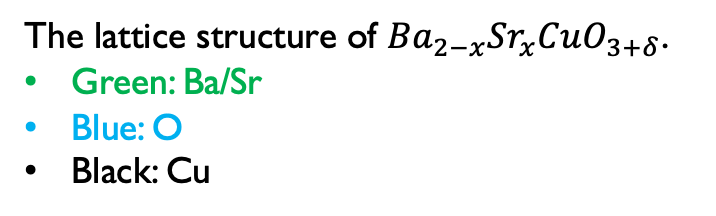 The lattice structure of Ba₂₋ₓSrₓCuO₃₊δ.
• Green: Ba/Sr
• Blue: O
• Black: Cu